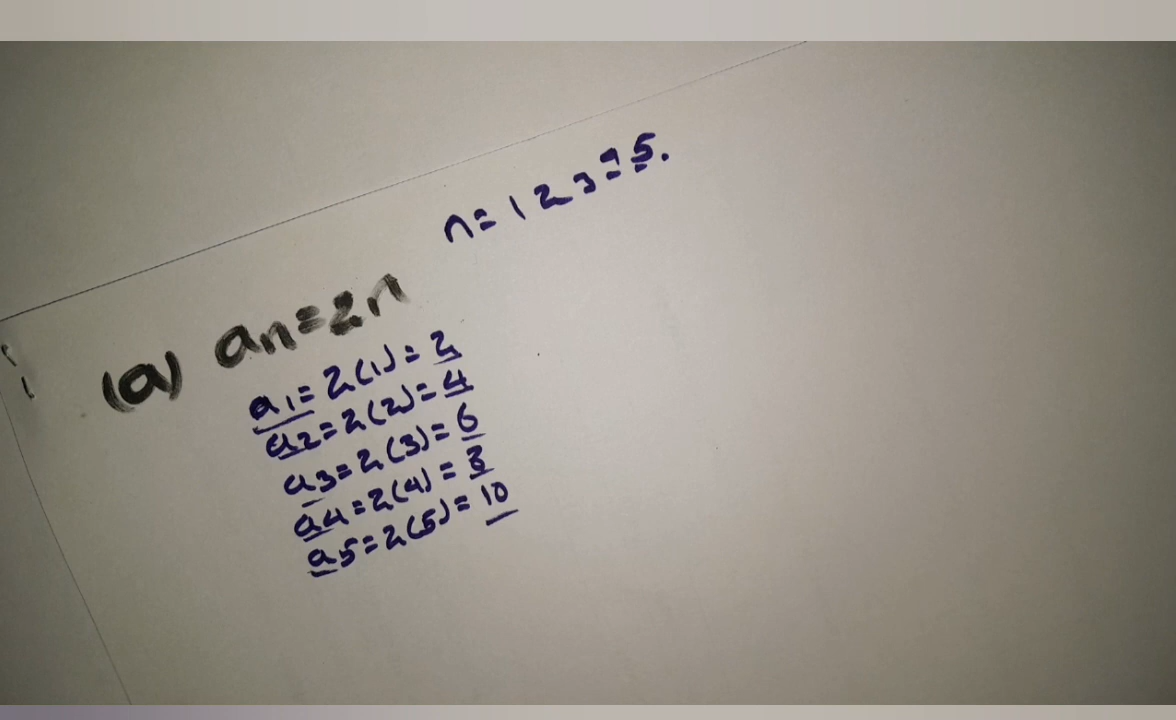 n= 1 2 3 4 5.
(a) an=2n
a1= 2(1)= 2
a2=2(2)= 4
a3=2(3)= 6
a4=2(4)= 8
a5=2(5)= 10